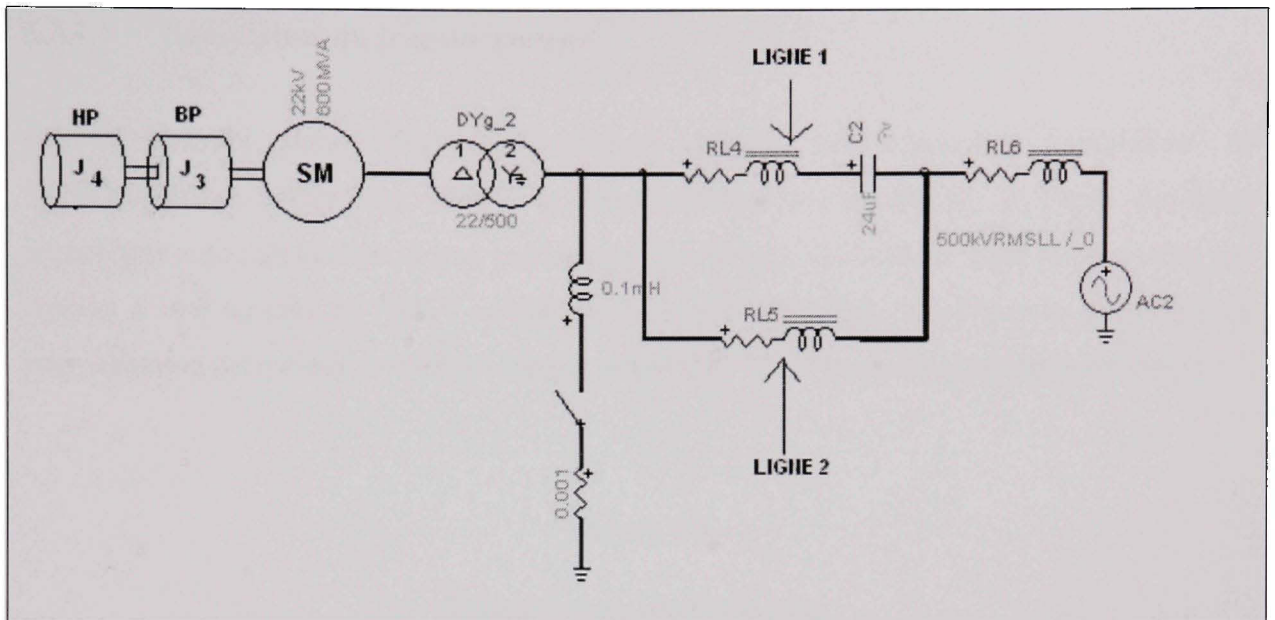 LIGNE 1
22kV
600MVA
HP
BP
DYg_2
C2
?v
RL4
RL6
J4
J3
SM
1
2
22/500
24uF
500kVRMSLL /_0
0.1mH
AC2
RL5
LIGNE 2
0.001